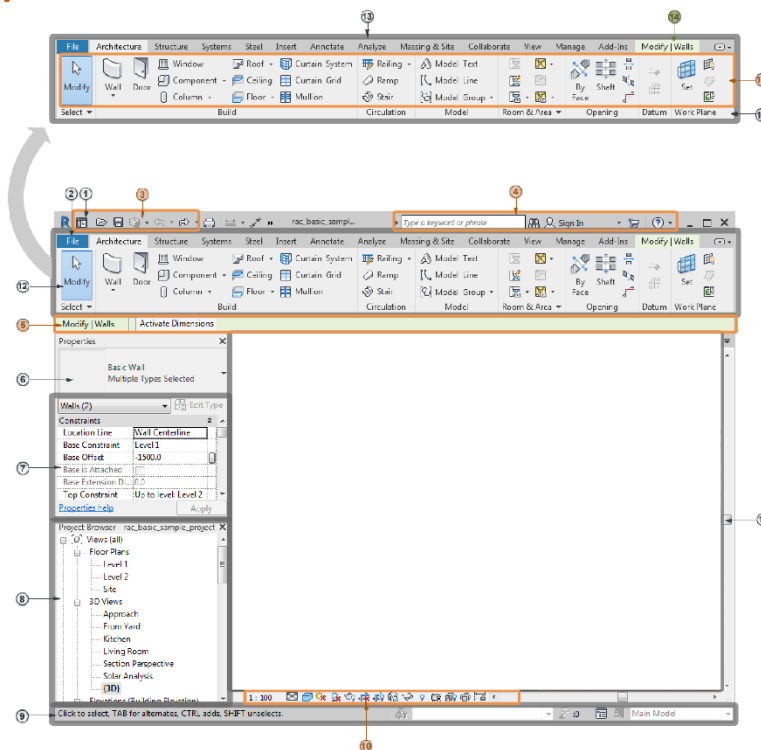 13
14
File Architecture Structure Systems Steel Insert Annotate Analyze Massing & Site Collaborate View Manage Add-Ins Modify | Walls
Window Roof Curtain System Railing Model Text
Modify Wall Door Component Ceiling Curtain Grid Ramp Model Line By Face Shaft Set
Column Floor Mullion Stair Model Group
Select Build Circulation Model Room & Area Opening Datum Work Plane
2 1 3 4
R rac_basic_sampl... Type a keyword or phrase Sign In
File Architecture Structure Systems Steel Insert Annotate Analyze Massing & Site Collaborate View Manage Add-Ins Modify | Walls
Window Roof Curtain System Railing Model Text
12 Modify Wall Door Component Ceiling Curtain Grid Ramp Model Line By Face Shaft Set
Column Floor Mullion Stair Model Group
Select Build Circulation Model Room & Area Opening Datum Work Plane
5 Modify | Walls Activate Dimensions
Properties
Basic Wall
6 Multiple Types Selected
Walls (2) Edit Type
Constraints
Location Line Wall Centerline
Base Constraint Level 1
Base Offset -1500.0
7 Base is Attached
Base Extension Di... 0.0
Top Constraint Up to level: Level 2
Properties help Apply
Project Browser rac_basic_sample_project
Views (all)
Floor Plans
Level 1
Level 2
Site
8 3D Views
Approach
From Yard
Kitchen
Living Room
Section Perspective
Solar Analysis
{3D}
Elevations (Building Elevation)
1 : 100
9 Click to select, TAB for alternates, CTRL adds, SHIFT unselects. :0 Main Model
10